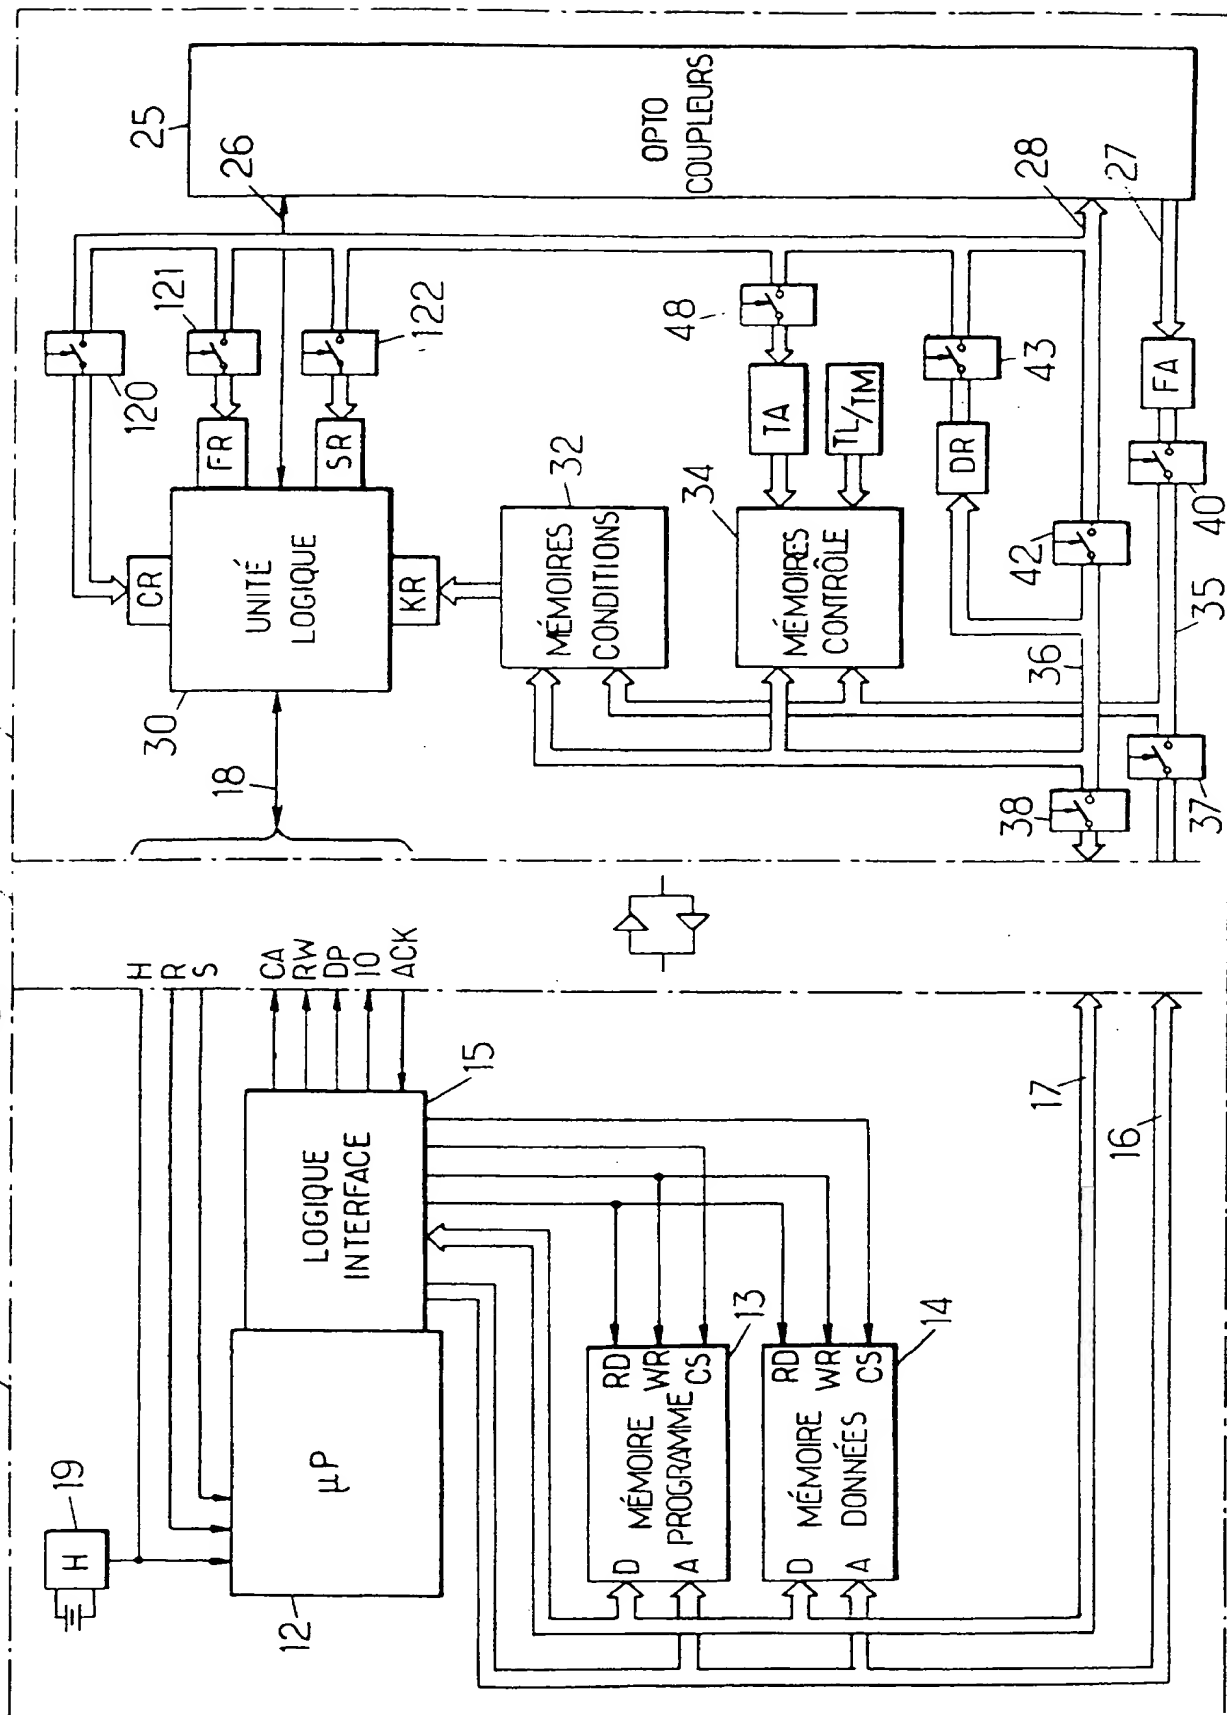 19
H
12
µP
LOGIQUE
INTERFACE
15
H
R
S
CA
RW
DP
IO
ACK
MÉMOIRE
PROGRAMME
D
A
RD
WR
CS
13
MÉMOIRE
DONNÉES
D
A
RD
WR
CS
14
17
16
18
30
UNITÉ
LOGIQUE
CR
FR
SR
KR
120
121
122
26
25
OPTO
COUPLEURS
MÉMOIRES
CONDITIONS
32
MÉMOIRES
CONTRÔLE
34
TA
TL/TM
48
DR
43
28
27
FA
40
42
36
35
38
37